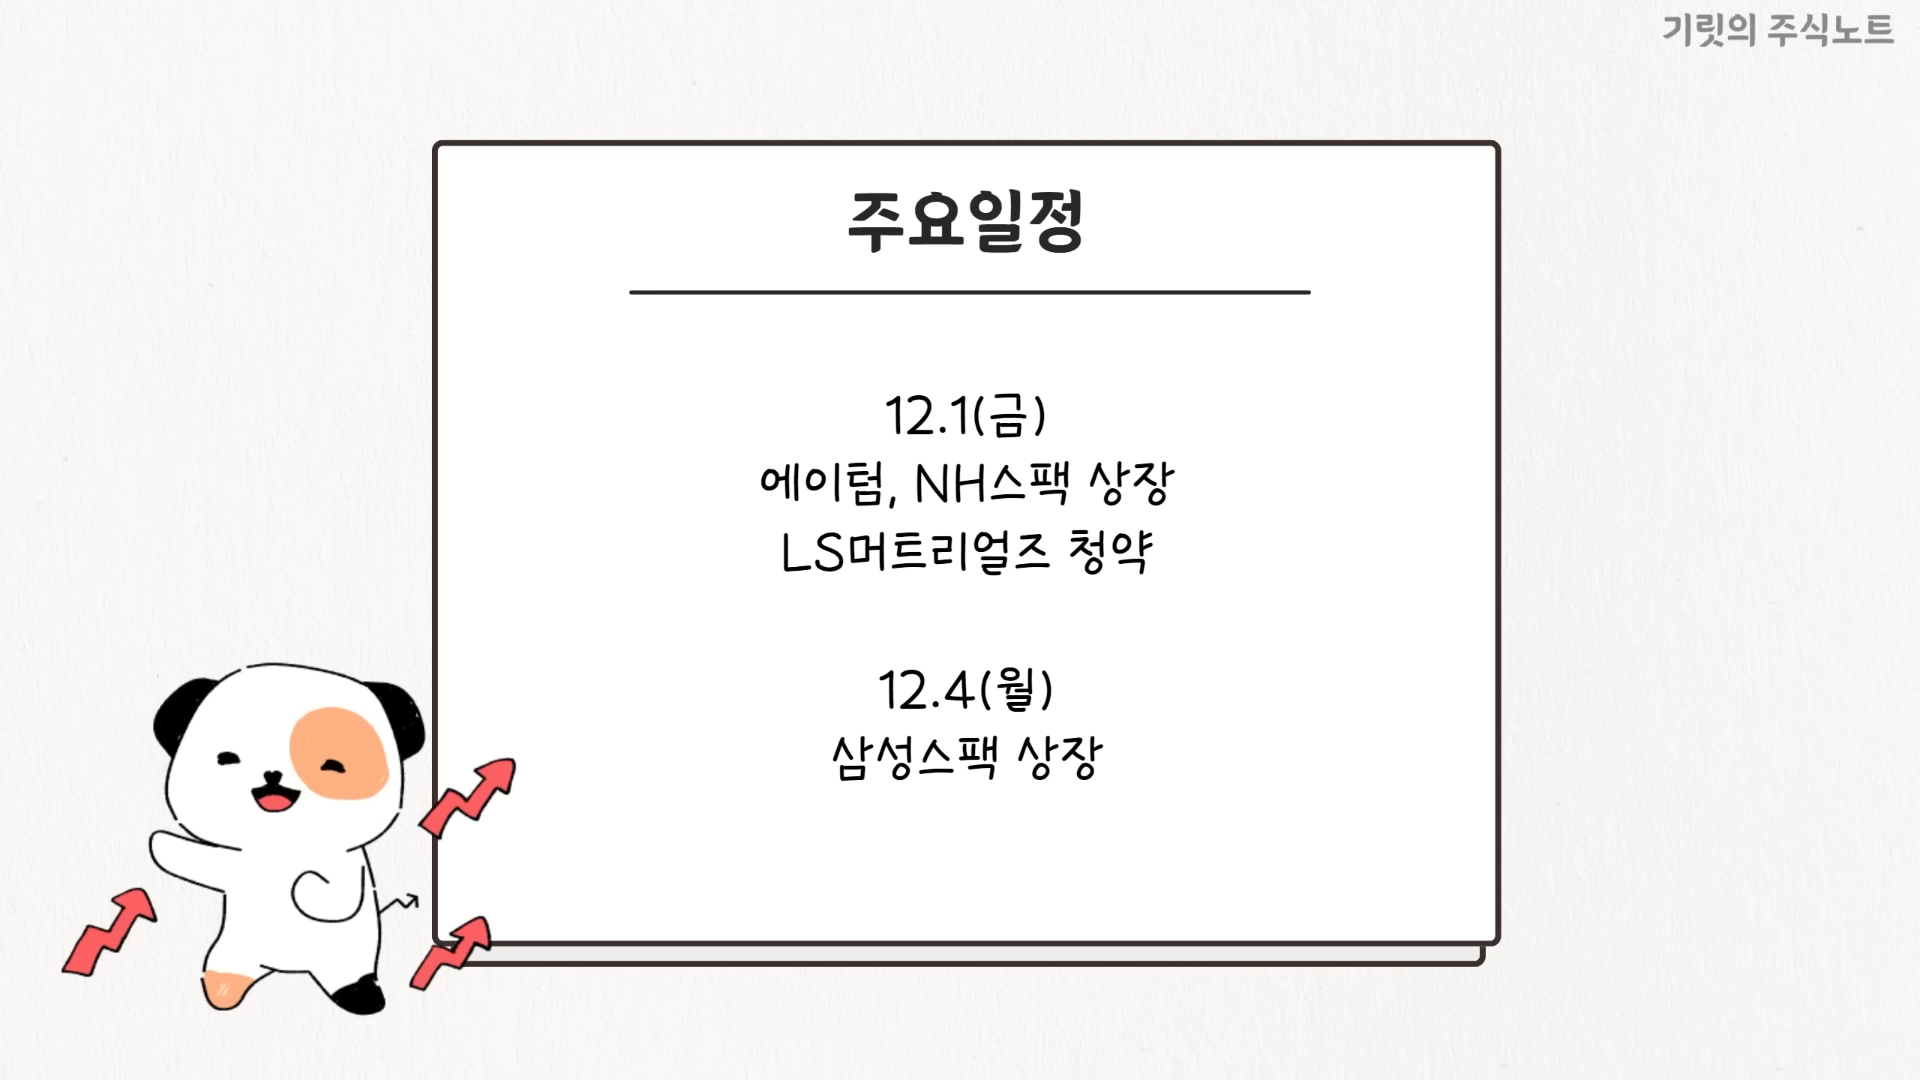 기릿의 주식노트
주요일정
12.1(금)
에이텀, NH스팩 상장
LS머트리얼즈 청약
12.4(월)
삼성스팩 상장